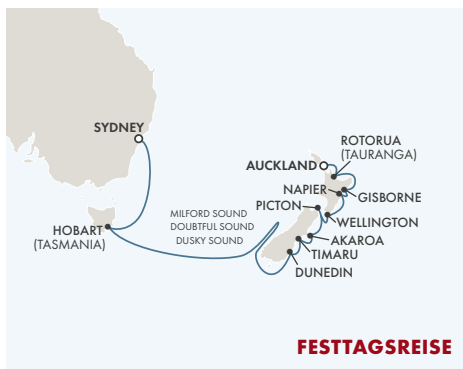 SYDNEY
ROTORUA
(TAURANGA)
AUCKLAND
NAPIER
GISBORNE
PICTON
MILFORD SOUND
DOUBTFUL SOUND
DUSKY SOUND
WELLINGTON
HOBART
(TASMANIA)
AKAROA
TIMARU
DUNEDIN
FESTTAGSREISE